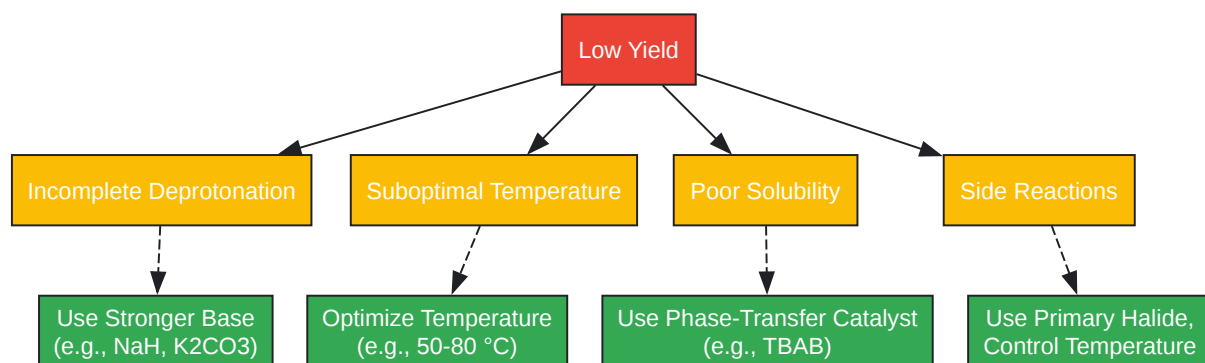 Low Yield
Incomplete Deprotonation
Suboptimal Temperature
Poor Solubility
Side Reactions
Use Stronger Base
(e.g., NaH, K2CO3)
Optimize Temperature
(e.g., 50-80 °C)
Use Phase-Transfer Catalyst
(e.g., TBAB)
Use Primary Halide,
Control Temperature